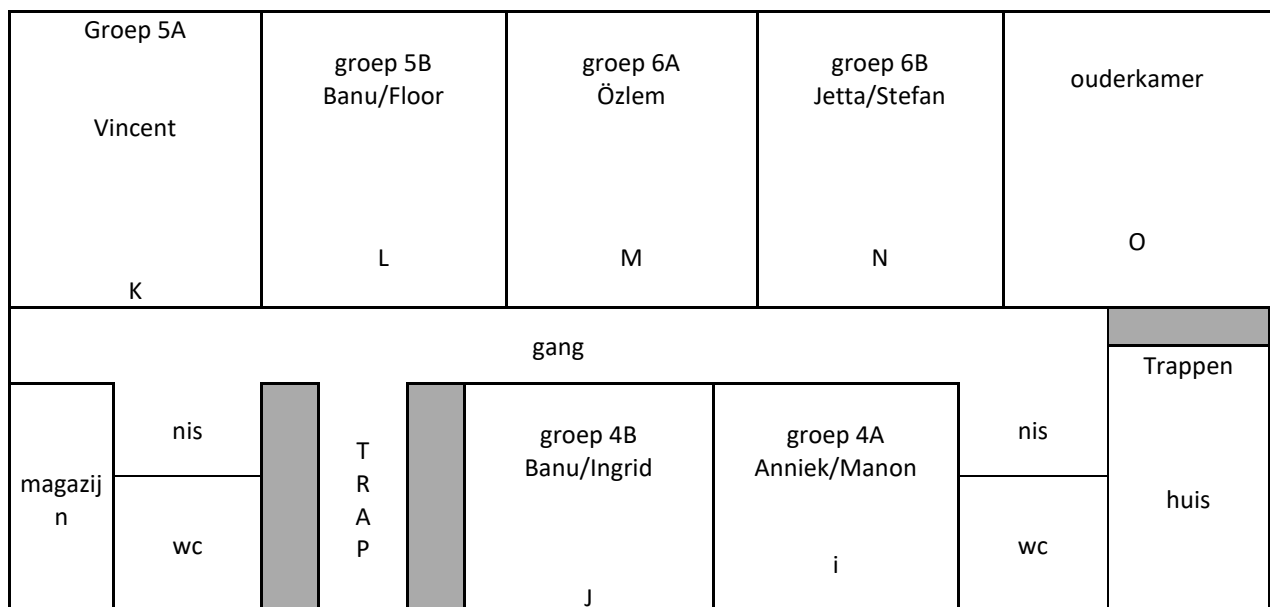 Groep 5A
Vincent
K
groep 5B
Banu/Floor
L
groep 6A
Özlem
M
groep 6B
Jetta/Stefan
N
ouderkamer
O
gang
magazij
n
nis
wc
T
R
A
P
groep 4B
Banu/Ingrid
J
groep 4A
Anniek/Manon
i
nis
wc
Trappen
huis